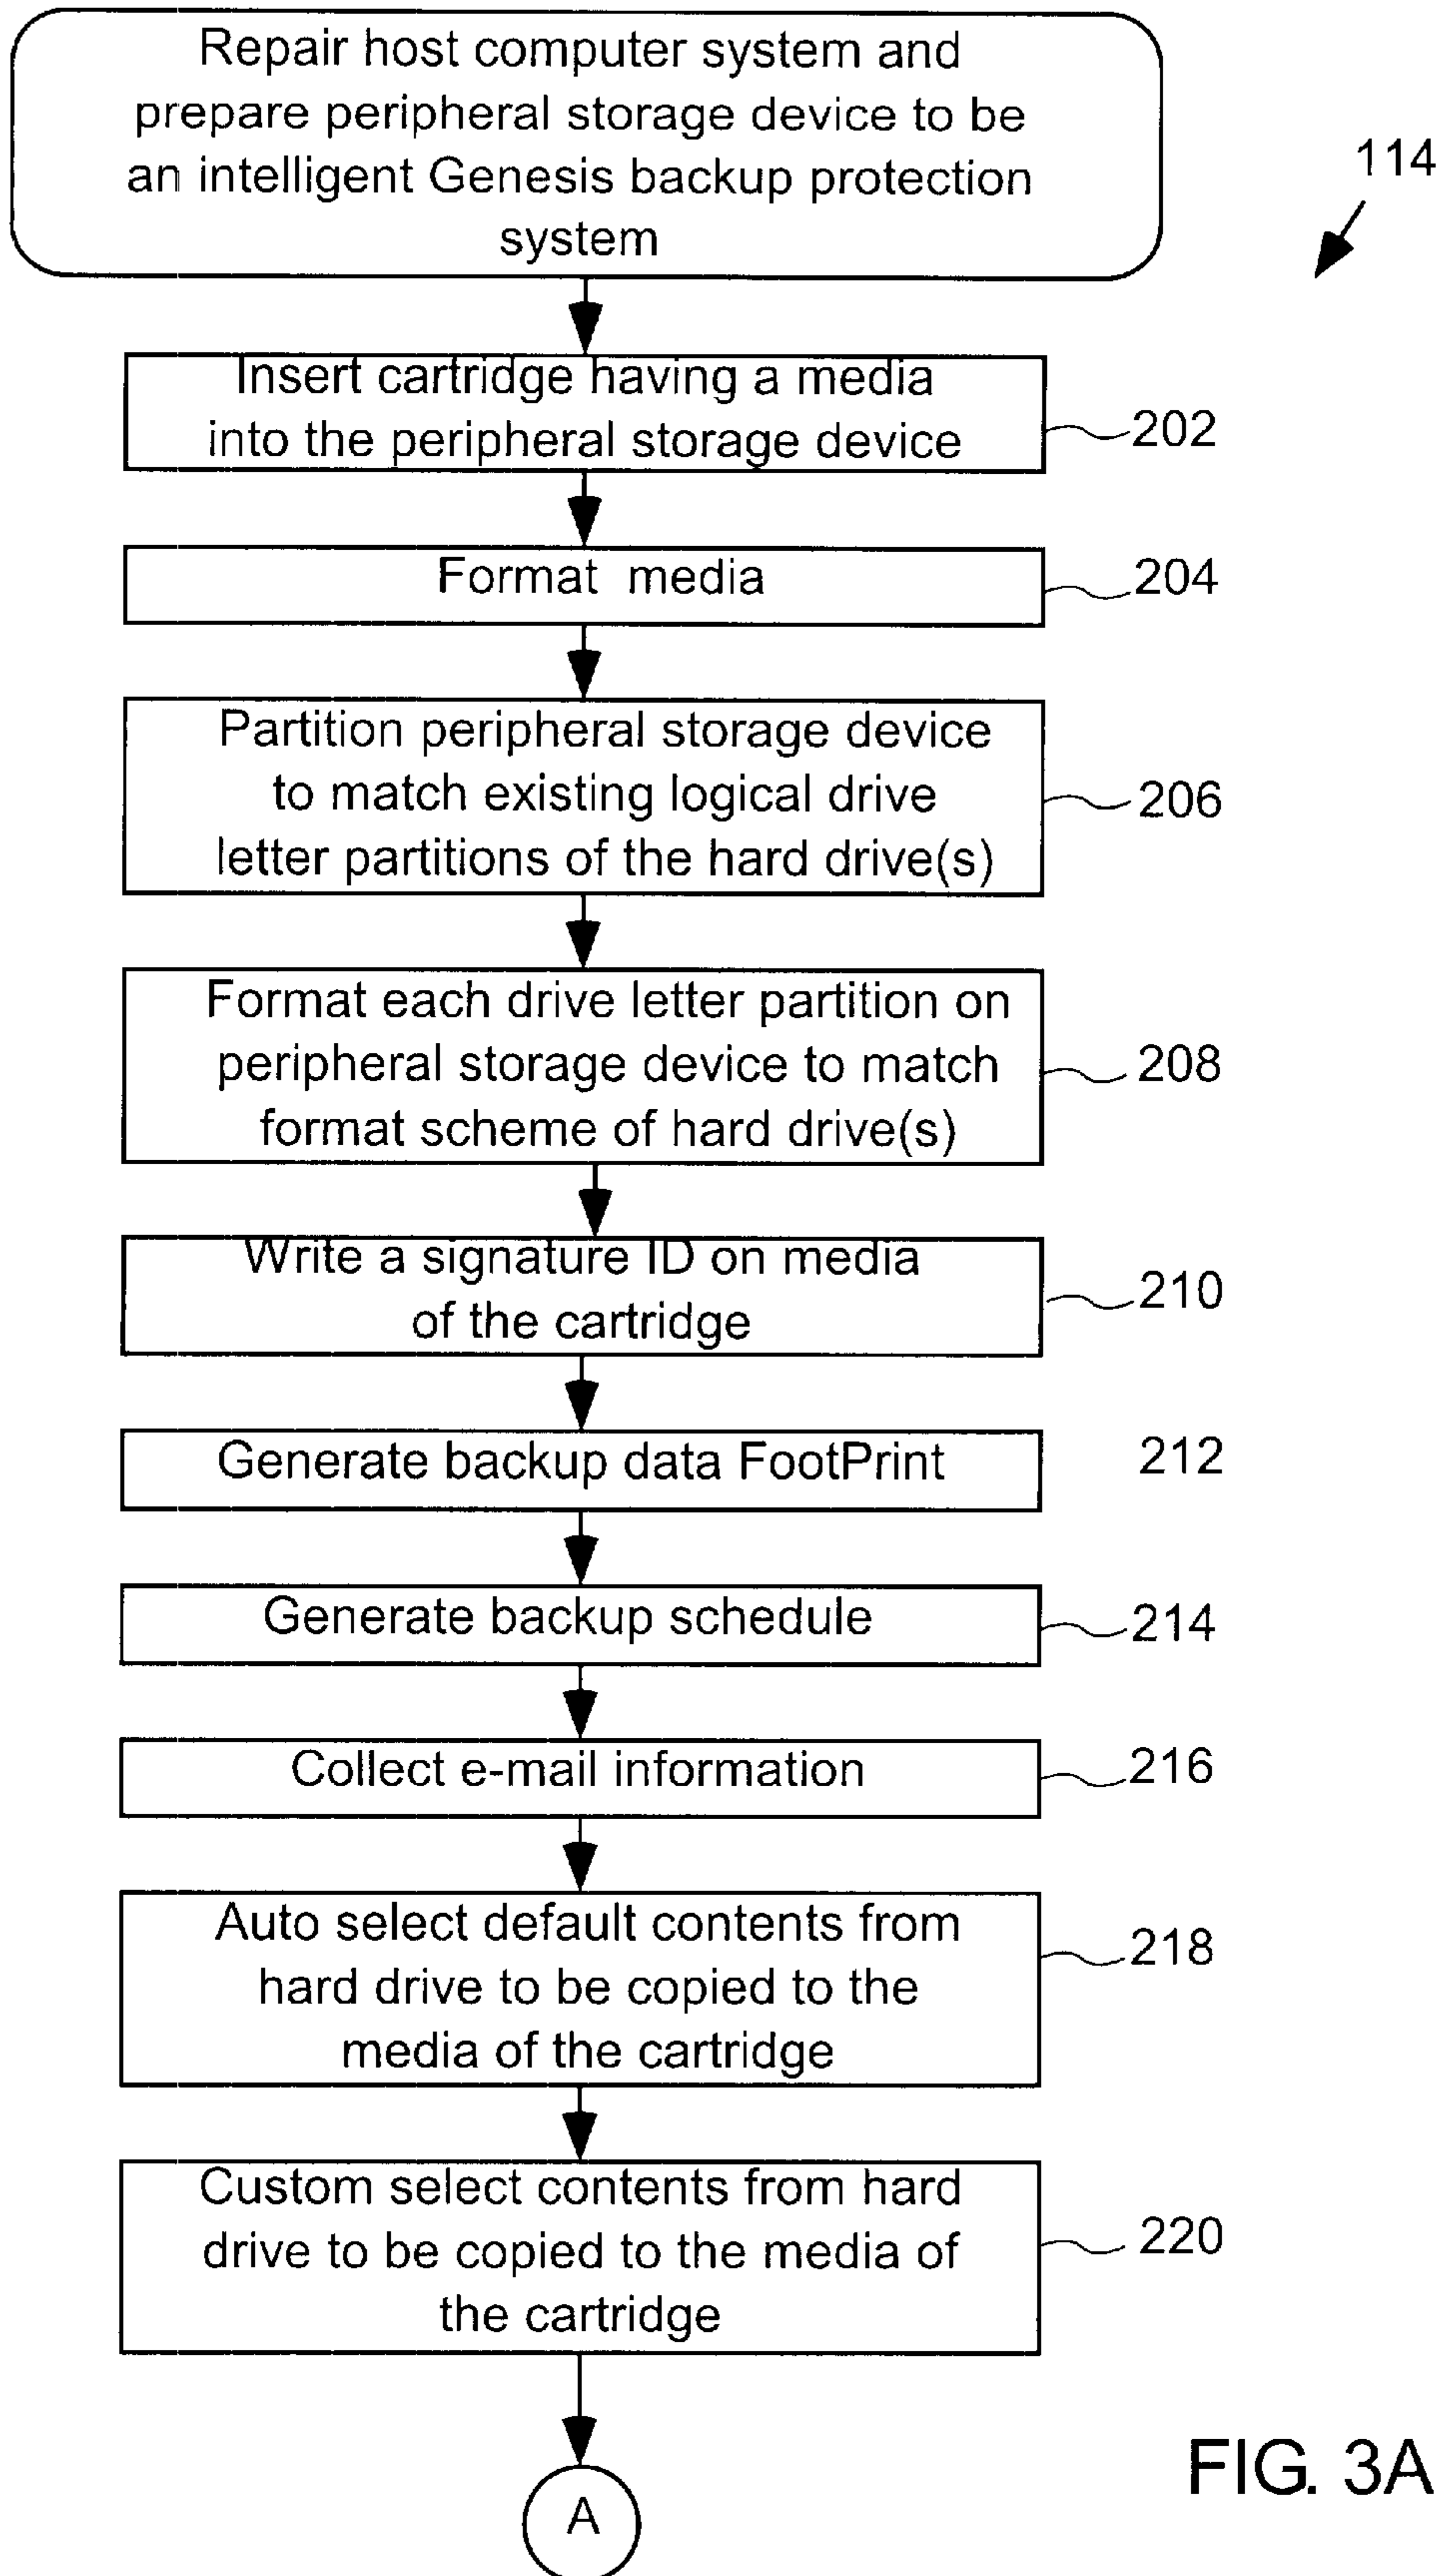 Repair host computer system and
prepare peripheral storage device to be
an intelligent Genesis backup protection
system
114
Insert cartridge having a media
into the peripheral storage device
202
Format media
204
Partition peripheral storage device
to match existing logical drive
letter partitions of the hard drive(s)
206
Format each drive letter partition on
peripheral storage device to match
format scheme of hard drive(s)
208
Write a signature ID on media
of the cartridge
210
Generate backup data FootPrint
212
Generate backup schedule
214
Collect e-mail information
216
Auto select default contents from
hard drive to be copied to the
media of the cartridge
218
Custom select contents from hard
drive to be copied to the media of
the cartridge
220
A
FIG. 3A